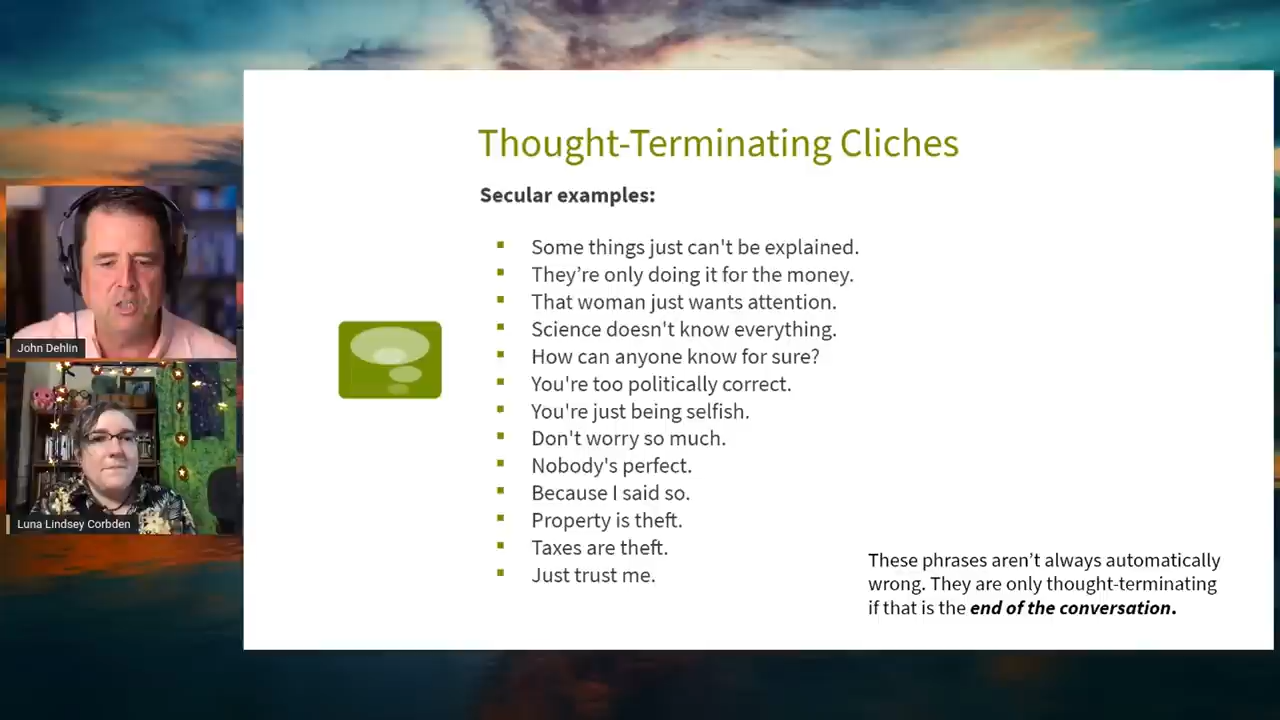 Thought-Terminating Cliches
Secular examples:
Some things just can't be explained.
They’re only doing it for the money.
That woman just wants attention.
Science doesn't know everything.
How can anyone know for sure?
You're too politically correct.
You're just being selfish.
Don't worry so much.
Nobody's perfect.
Because I said so.
Property is theft.
Taxes are theft.
Just trust me.
These phrases aren’t always automatically
wrong. They are only thought-terminating
if that is the end of the conversation.
John Dehlin
Luna Lindsey Corbden